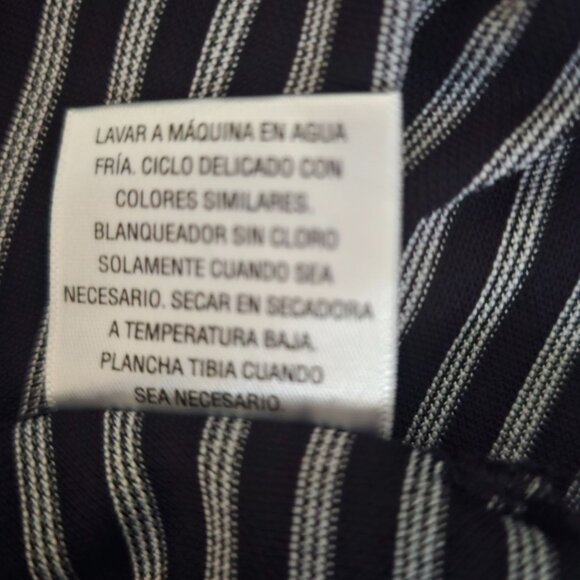 LAVAR A MÁQUINA EN AGUA
FRÍA. CICLO DELICADO CON
COLORES SIMILARES.
BLANQUEADOR SIN CLORO
SOLAMENTE CUANDO SEA
NECESARIO. SECAR EN SECADORA
A TEMPERATURA BAJA.
PLANCHA TIBIA CUANDO
SEA NECESARIO.